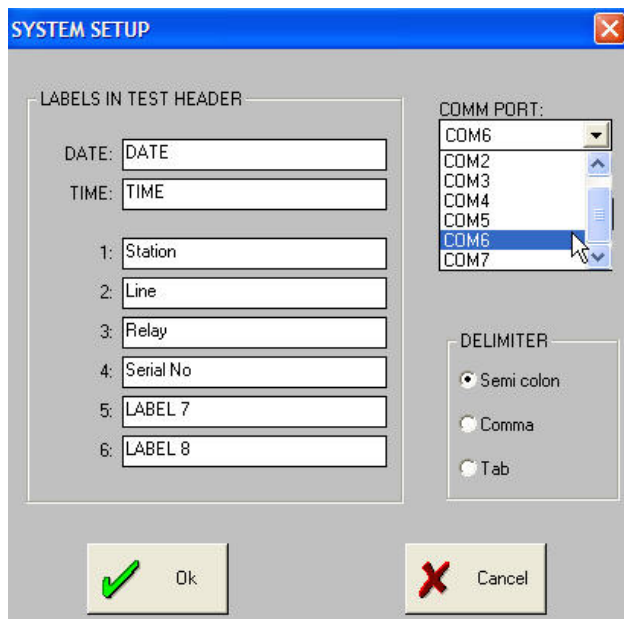 SYSTEM SETUP
LABELS IN TEST HEADER
DATE: DATE
TIME: TIME
1: Station
2: Line
3: Relay
4: Serial No
5: LABEL 7
6: LABEL 8
COMM PORT:
COM6
COM2
COM3
COM4
COM5
COM6
COM7
DELIMITER
Semi colon
Comma
Tab
Ok
Cancel